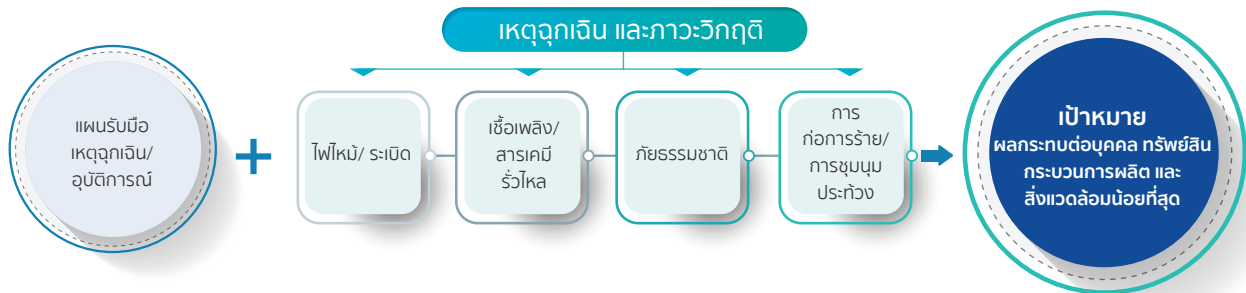 เหตุฉุกเฉิน และภาวะวิกฤติ
แผนรับมือ
เหตุฉุกเฉิน/
อุบัติการณ์
+
ไฟไหม้/ ระเบิด
เชื้อเพลิง/
สารเคมี
รั่วไหล
ภัยธรรมชาติ
การ
ก่อการร้าย/
การชุมนุม
ประท้วง
เป้าหมาย
ผลกระทบต่อบุคคล ทรัพย์สิน
กระบวนการผลิต และ
สิ่งแวดล้อมน้อยที่สุด